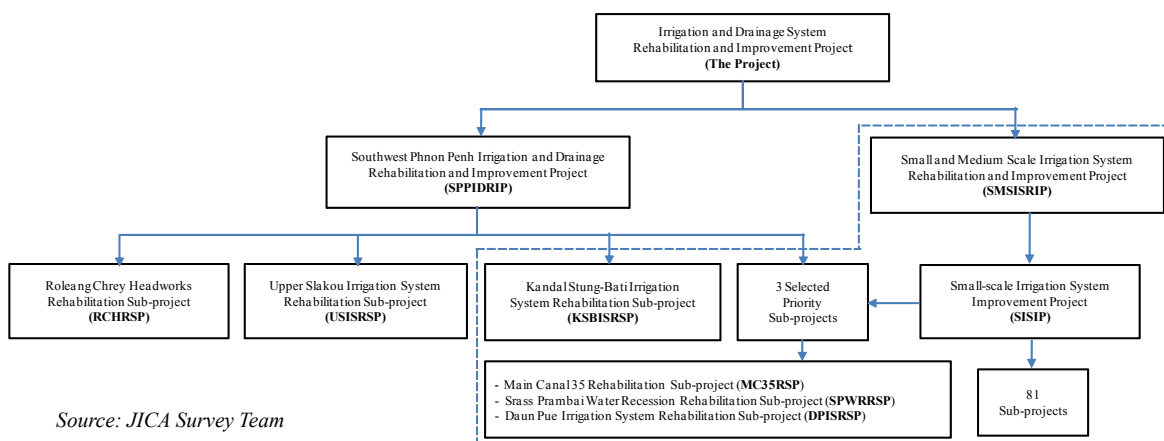 Irrigation and Drainage System
Rehabilitation and Improvement Project
(The Project)
Southwest Phnon Penh Irrigation and Drainage
Rehabilitation and Improvement Project
(SPPIDRIP)
Small and Medium Scale Irrigation System
Rehabilitation and Improvement Project
(SMSISRIP)
Roleang Chrey Headworks
Rehabilitation Sub-project
(RCHRSP)
Upper Slakou Irrigation System
Rehabilitation Sub-project
(USISRSP)
Kandal Stung-Bati Irrigation
System Rehabilitation Sub-project
(KSBISRSP)
3 Selected
Priority
Sub-projects
Small-scale Irrigation System
Improvement Project
(SISIP)
- Main Canal 35 Rehabilitation Sub-project (MC35RSP)
- Srass Prambai Water Recession Rehabilitation Sub-project (SPWRRSP)
- Daun Pue Irrigation System Rehabilitation Sub-project (DPISRSP)
81
Sub-projects
Source: JICA Survey Team